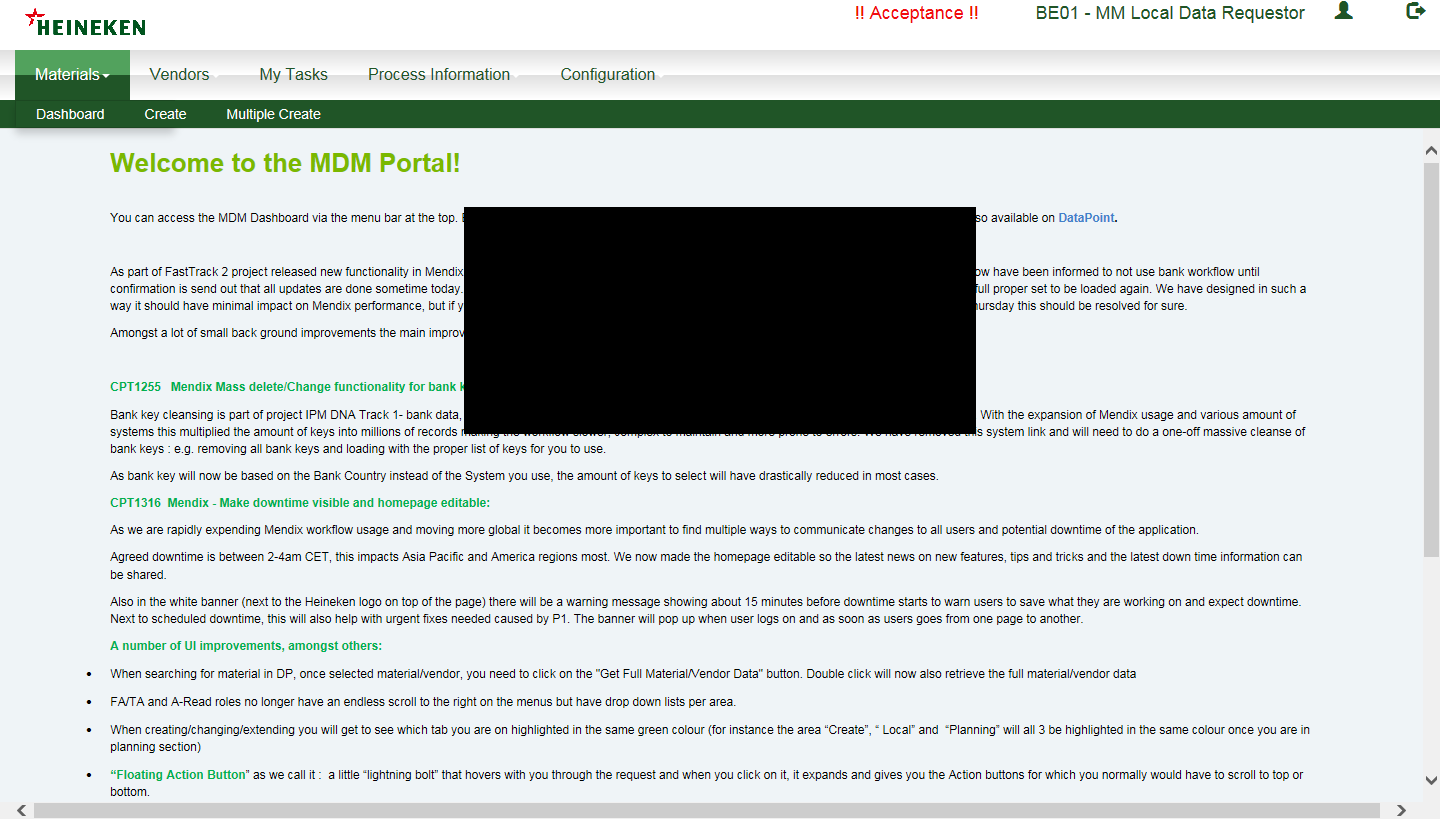 HEINEKEN
!! Acceptance !!
BE01 - MM Local Data Requestor
Materials
Vendors
My Tasks
Process Information
Configuration
Dashboard
Create
Multiple Create
Welcome to the MDM Portal!
You can access the MDM Dashboard via the menu bar at the top. so available on DataPoint.
As part of FastTrack 2 project released new functionality in Mendix have been informed to not use bank workflow until
confirmation is send out that all updates are done sometime today. full proper set to be loaded again. We have designed in such a
way it should have minimal impact on Mendix performance, but if this should be resolved for sure.
Amongst a lot of small back ground improvements the main
CPT1255 Mendix Mass delete/Change functionality for bank
Bank key cleansing is part of project IPM DNA Track 1- bank data, With the expansion of Mendix usage and various amount of
systems this multiplied the amount of keys into millions of records system link and will need to do a one-off massive cleanse of
bank keys : e.g. removing all bank keys and loading with the proper list of keys for you to use.
As bank key will now be based on the Bank Country instead of the System you use, the amount of keys to select will have drastically reduced in most cases.
CPT1316 Mendix - Make downtime visible and homepage editable:
As we are rapidly expending Mendix workflow usage and moving more global it becomes more important to find multiple ways to communicate changes to all users and potential downtime of the application.
Agreed downtime is between 2-4am CET, this impacts Asia Pacific and America regions most. We now made the homepage editable so the latest news on new features, tips and tricks and the latest down time information can
be shared.
Also in the white banner (next to the Heineken logo on top of the page) there will be a warning message showing about 15 minutes before downtime starts to warn users to save what they are working on and expect downtime.
Next to scheduled downtime, this will also help with urgent fixes needed caused by P1. The banner will pop up when user logs on and as soon as users goes from one page to another.
A number of UI improvements, amongst others:
• When searching for material in DP, once selected material/vendor, you need to click on the "Get Full Material/Vendor Data" button. Double click will now also retrieve the full material/vendor data
• FA/TA and A-Read roles no longer have an endless scroll to the right on the menus but have drop down lists per area.
• When creating/changing/extending you will get to see which tab you are on highlighted in the same green colour (for instance the area “Create”, “ Local” and “Planning” will all 3 be highlighted in the same colour once you are in
planning section)
• “Floating Action Button” as we call it : a little “lightning bolt” that hovers with you through the request and when you click on it, it expands and gives you the Action buttons for which you normally would have to scroll to top or
bottom.